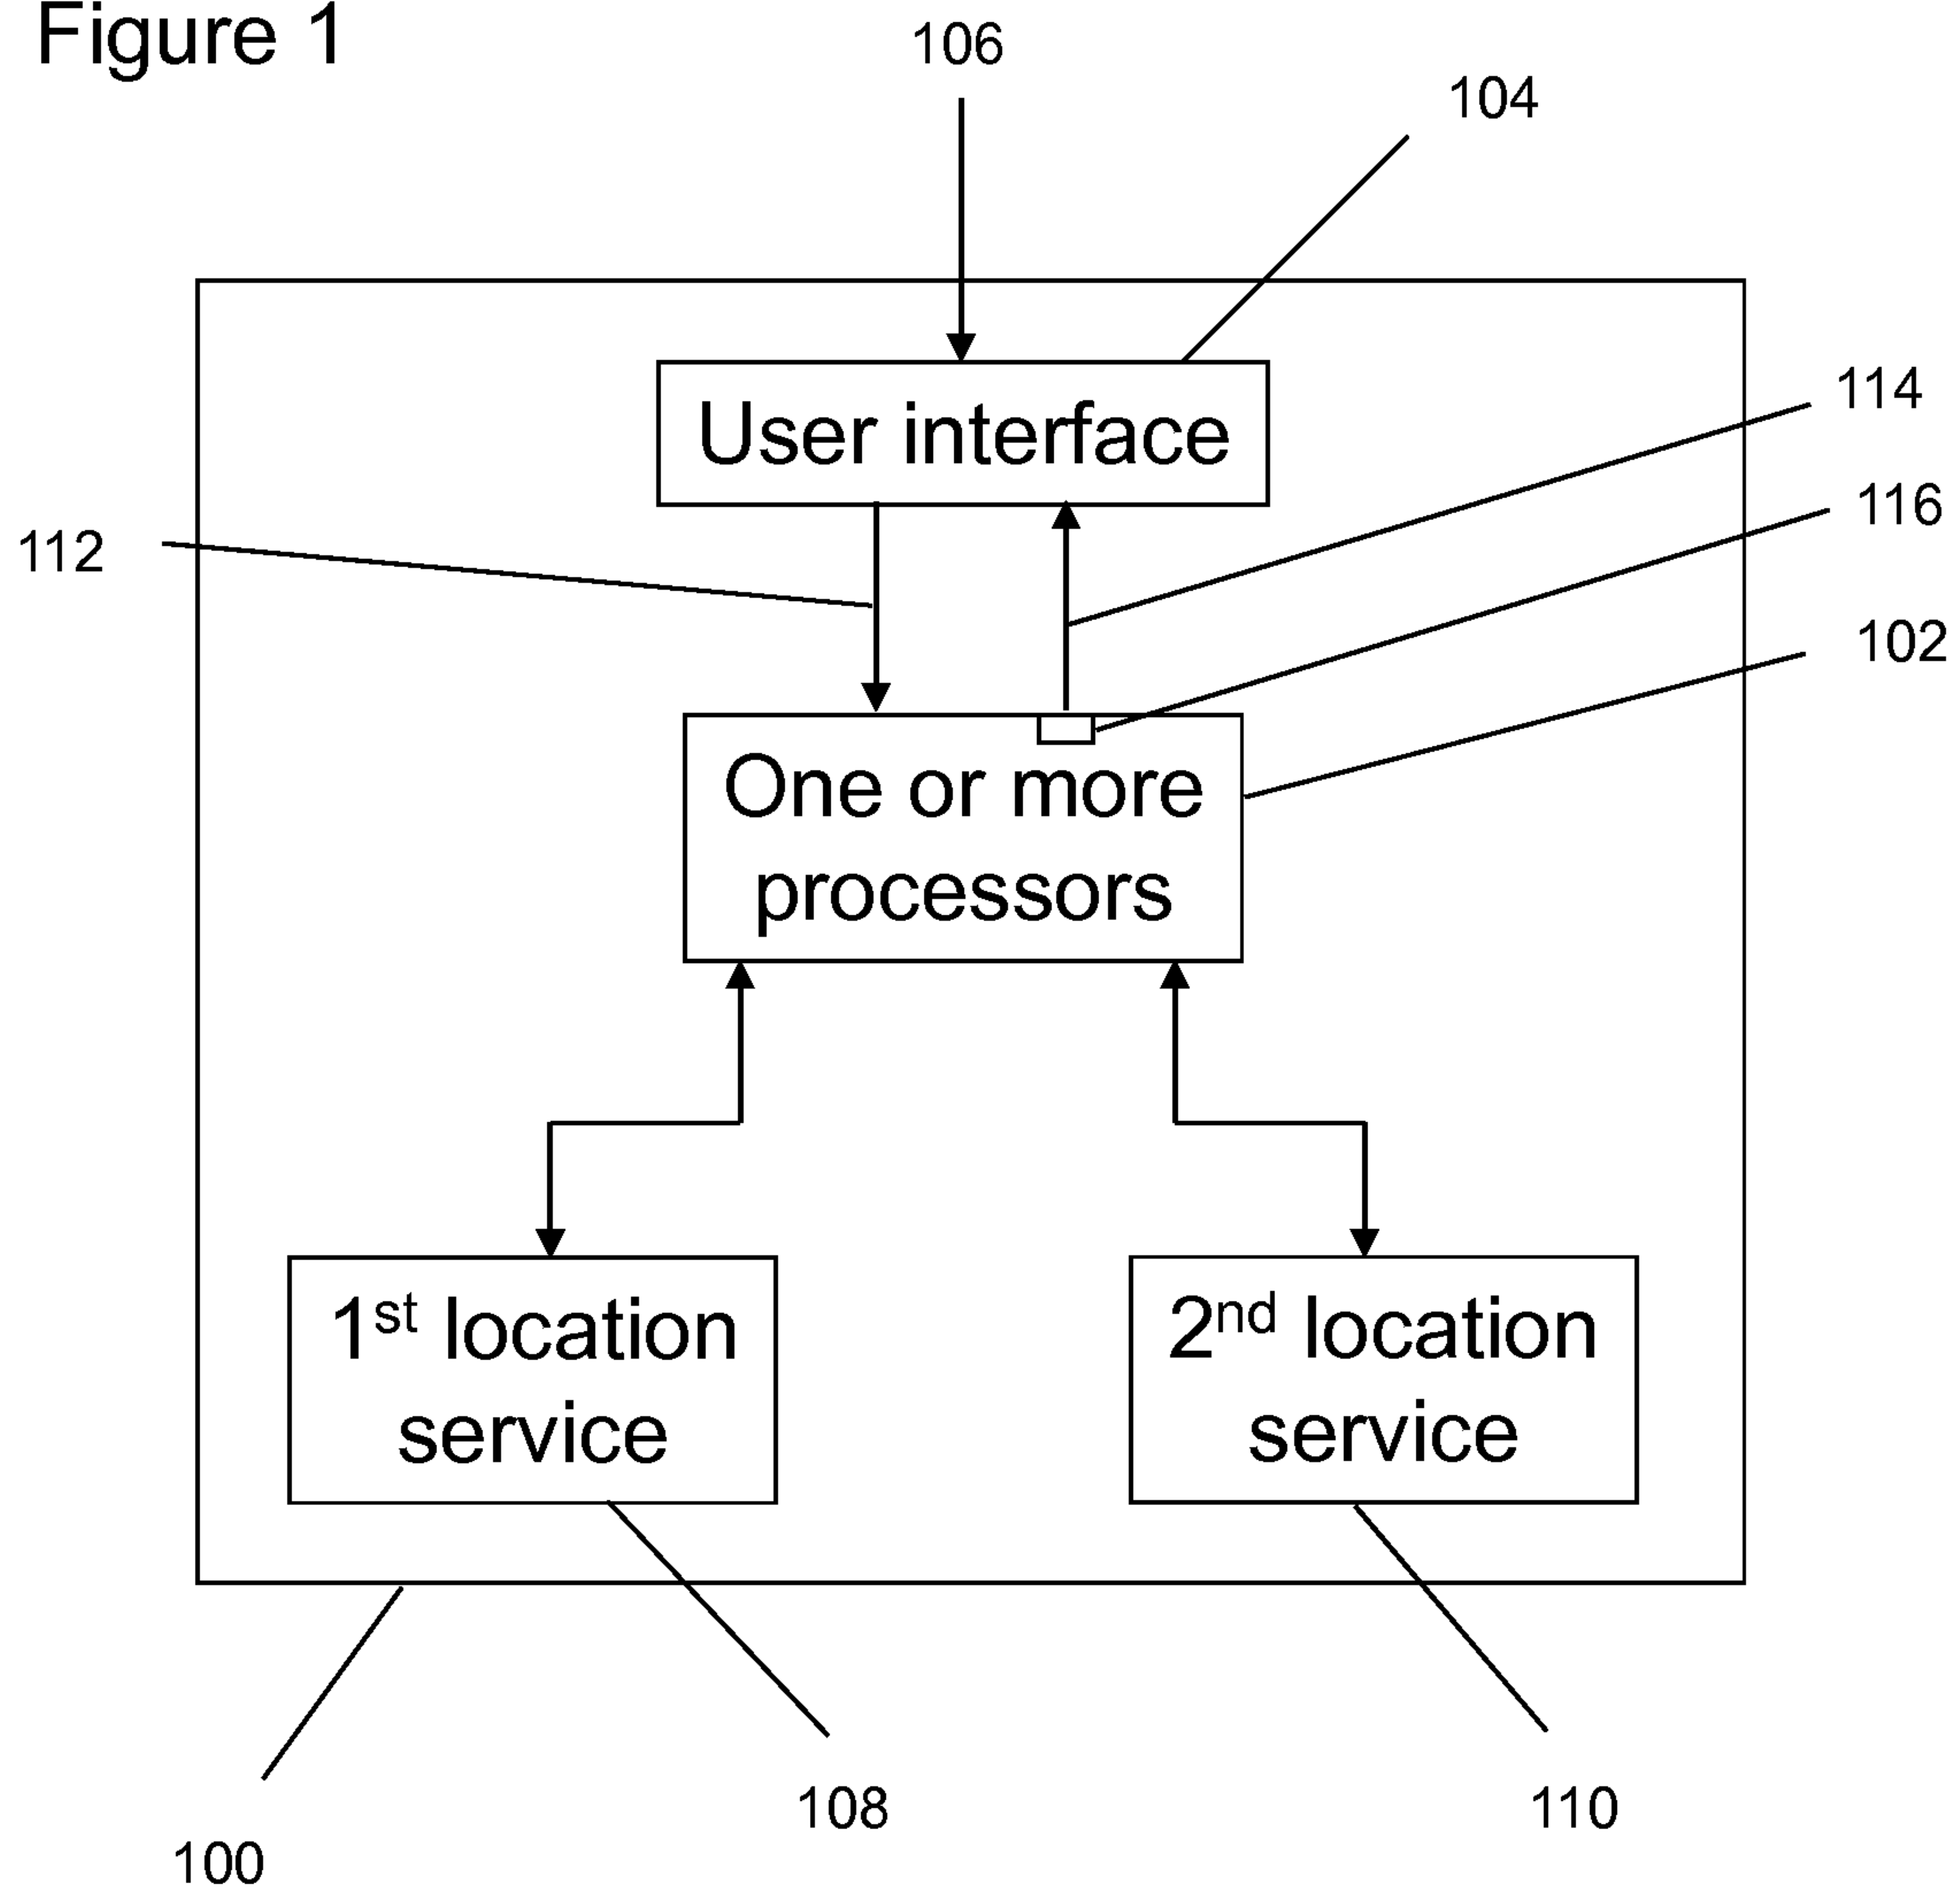 Figure 1
106
104
User interface
114
116
112
102
One or more
processors
1st location
service
2nd location
service
108
110
100